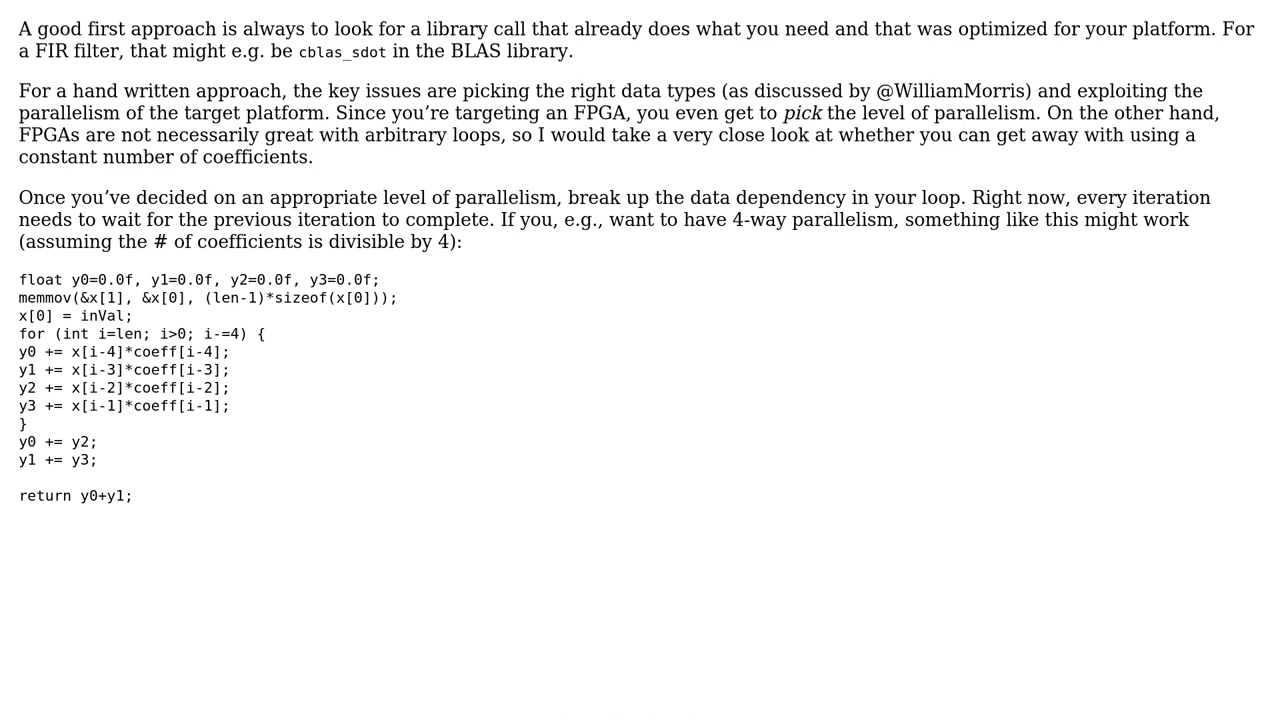 A good first approach is always to look for a library call that already does what you need and that was optimized for your platform. For
a FIR filter, that might e.g. be cblas_sdot in the BLAS library.
For a hand written approach, the key issues are picking the right data types (as discussed by @WilliamMorris) and exploiting the
parallelism of the target platform. Since you’re targeting an FPGA, you even get to pick the level of parallelism. On the other hand,
FPGAs are not necessarily great with arbitrary loops, so I would take a very close look at whether you can get away with using a
constant number of coefficients.
Once you’ve decided on an appropriate level of parallelism, break up the data dependency in your loop. Right now, every iteration
needs to wait for the previous iteration to complete. If you, e.g., want to have 4-way parallelism, something like this might work
(assuming the # of coefficients is divisible by 4):
float y0=0.0f, y1=0.0f, y2=0.0f, y3=0.0f;
memmov(&x[1], &x[0], (len-1)*sizeof(x[0]));
x[0] = inVal;
for (int i=len; i>0; i-=4) {
y0 += x[i-4]*coeff[i-4];
y1 += x[i-3]*coeff[i-3];
y2 += x[i-2]*coeff[i-2];
y3 += x[i-1]*coeff[i-1];
}
y0 += y2;
y1 += y3;
return y0+y1;